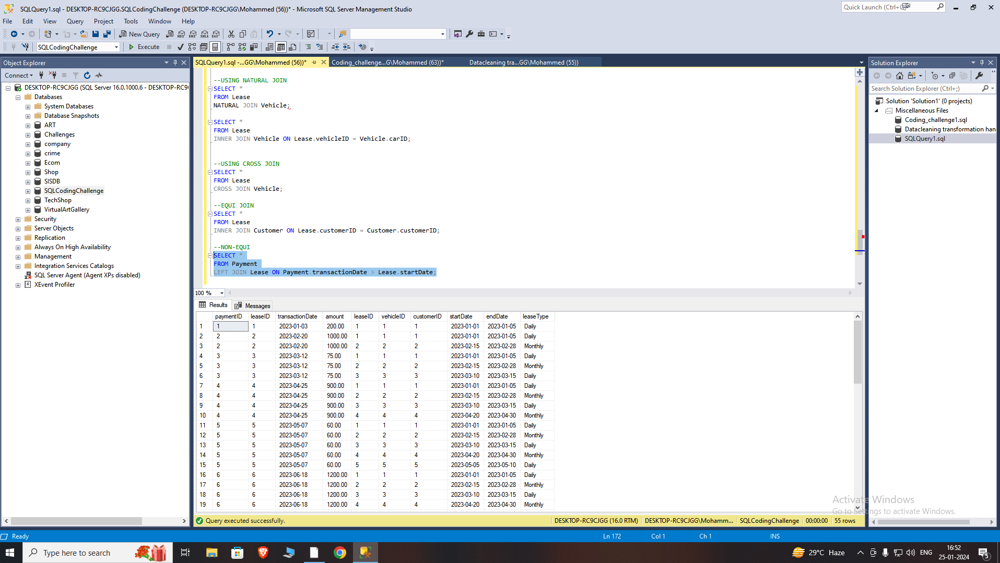 SQLQuery1.sql - DESKTOP-RC9CJGG.SQLCodingChallenge (DESKTOP-RC9CJGG\Mohammed (56))* - Microsoft SQL Server Management Studio
Quick Launch (Ctrl+
File Edit View Query Project Tools Window Help
New Query
MDX DMX XMLA DAX
SQLCodingChallenge
Execute
Object Explorer
Connect
DESKTOP-RC9CJGG (SQL Server 16.0.1000.6 - DESKTOP-RC9
Databases
System Databases
Database Snapshots
ART
Challenges
company
crime
Ecom
Shop
SISDB
SQLCodingChallenge
TechShop
VirtualArtGallery
Security
Server Objects
Replication
Always On High Availability
Management
Integration Services Catalogs
SQL Server Agent (Agent XPs disabled)
XEvent Profiler
SQLQuery1.sql -...GG\Mohammed (56))*
Coding_challenge...G\Mohammed (63))*
Datacleaning tra...GG\Mohammed (55))
--USING NATURAL JOIN
SELECT *
FROM Lease
NATURAL JOIN Vehicle;
SELECT *
FROM Lease
INNER JOIN Vehicle ON Lease.vehicleID = Vehicle.carID;
--USING CROSS JOIN
SELECT *
FROM Lease
CROSS JOIN Vehicle;
--EQUI JOIN
SELECT *
FROM Lease
INNER JOIN Customer ON Lease.customerID = Customer.customerID;
--NON-EQUI
SELECT *
FROM Payment
LEFT JOIN Lease ON Payment.transactionDate > Lease.startDate;
100 %
Results Messages
paymentID leaseID transactionDate amount leaseID vehicleID customerID startDate endDate leaseType
1 1 1 2023-01-03 200.00 1 1 1 2023-01-01 2023-01-05 Daily
2 2 2 2023-02-20 1000.00 1 1 1 2023-01-01 2023-01-05 Daily
3 2 2 2023-02-20 1000.00 2 2 2 2023-02-15 2023-02-28 Monthly
4 3 3 2023-03-12 75.00 1 1 1 2023-01-01 2023-01-05 Daily
5 3 3 2023-03-12 75.00 2 2 2 2023-02-15 2023-02-28 Monthly
6 3 3 2023-03-12 75.00 3 3 3 2023-03-10 2023-03-15 Daily
7 4 4 2023-04-25 900.00 1 1 1 2023-01-01 2023-01-05 Daily
8 4 4 2023-04-25 900.00 2 2 2 2023-02-15 2023-02-28 Monthly
9 4 4 2023-04-25 900.00 3 3 3 2023-03-10 2023-03-15 Daily
10 4 4 2023-04-25 900.00 4 4 4 2023-04-20 2023-04-30 Monthly
11 5 5 2023-05-07 60.00 1 1 1 2023-01-01 2023-01-05 Daily
12 5 5 2023-05-07 60.00 2 2 2 2023-02-15 2023-02-28 Monthly
13 5 5 2023-05-07 60.00 3 3 3 2023-03-10 2023-03-15 Daily
14 5 5 2023-05-07 60.00 4 4 4 2023-04-20 2023-04-30 Monthly
15 5 5 2023-05-07 60.00 5 5 5 2023-05-05 2023-05-10 Daily
16 6 6 2023-06-18 1200.00 1 1 1 2023-01-01 2023-01-05 Daily
17 6 6 2023-06-18 1200.00 2 2 2 2023-02-15 2023-02-28 Monthly
18 6 6 2023-06-18 1200.00 3 3 3 2023-03-10 2023-03-15 Daily
19 6 6 2023-06-18 1200.00 4 4 4 2023-04-20 2023-04-30 Monthly
Query executed successfully.
DESKTOP-RC9CJGG (16.0 RTM) DESKTOP-RC9CJGG\Mohamm... SQLCodingChallenge 00:00:00 55 rows
Solution Explorer
Search Solution Explorer (Ctrl+;)
Solution 'Solution1' (0 projects)
Miscellaneous Files
Coding_challenge1.sql
Datacleaning transformation han
SQLQuery1.sql
Activate Windows
Go to Settings to activate Windows.
Ready
Ln 172 Col 1 Ch 1 INS
Type here to search
29°C Haze
ENG
16:52
25-01-2024
5